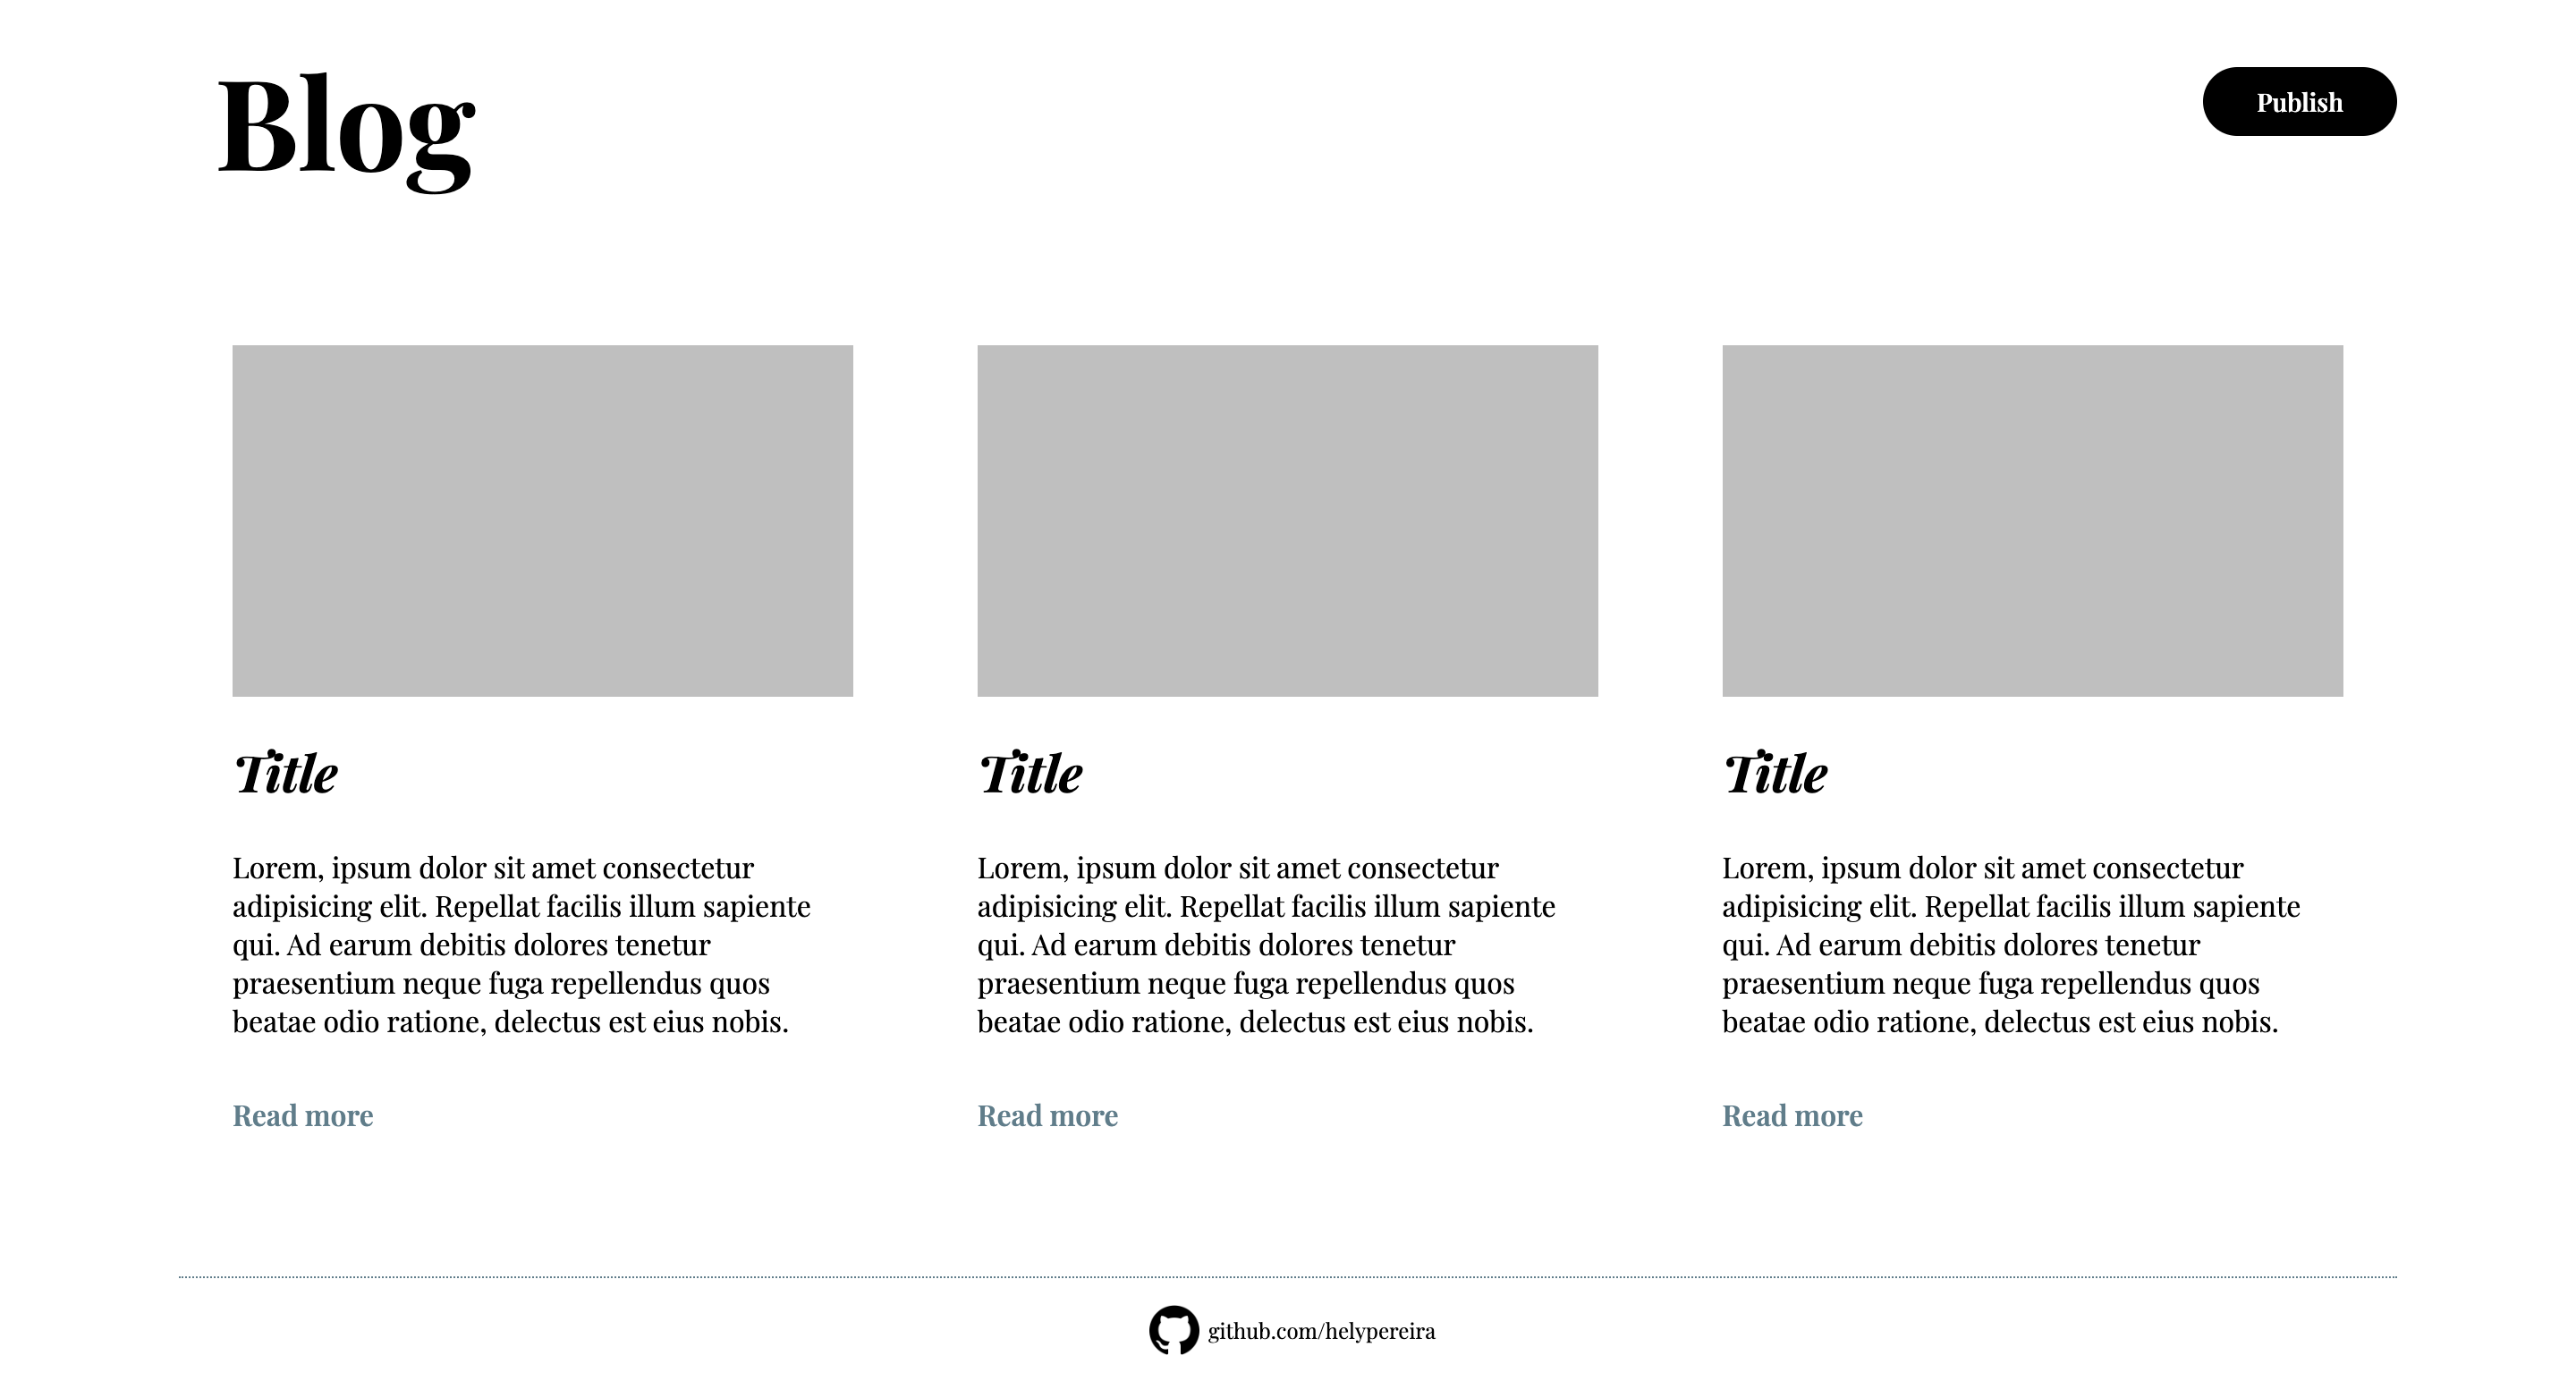 Blog
Publish
Title
Lorem, ipsum dolor sit amet consectetur
adipisicing elit. Repellat facilis illum sapiente
qui. Ad earum debitis dolores tenetur
praesentium neque fuga repellendus quos
beatae odio ratione, delectus est eius nobis.
Read more
Title
Lorem, ipsum dolor sit amet consectetur
adipisicing elit. Repellat facilis illum sapiente
qui. Ad earum debitis dolores tenetur
praesentium neque fuga repellendus quos
beatae odio ratione, delectus est eius nobis.
Read more
Title
Lorem, ipsum dolor sit amet consectetur
adipisicing elit. Repellat facilis illum sapiente
qui. Ad earum debitis dolores tenetur
praesentium neque fuga repellendus quos
beatae odio ratione, delectus est eius nobis.
Read more
github.com/helypereira